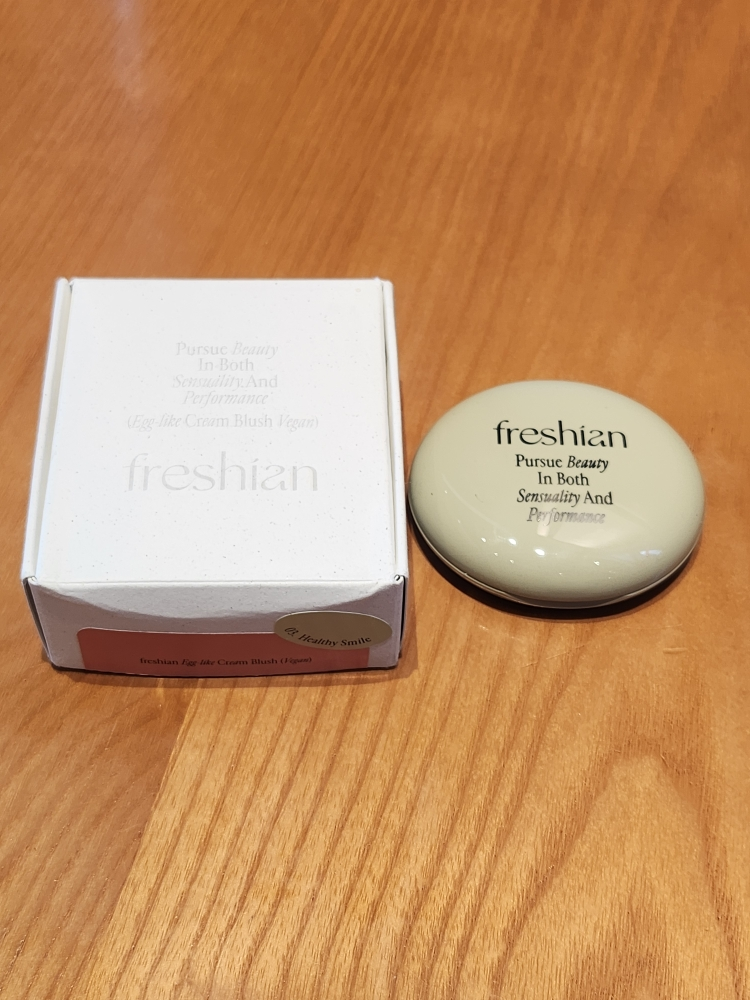 Pursue Beauty
In Both
Sensuality And
Performance
(Egg-like Cream Blush Vegan)
freshian
03. Healthy Smile
freshian Egg-like Cream Blush (Vegan)
freshian
Pursue Beauty
In Both
Sensuality And
Performance